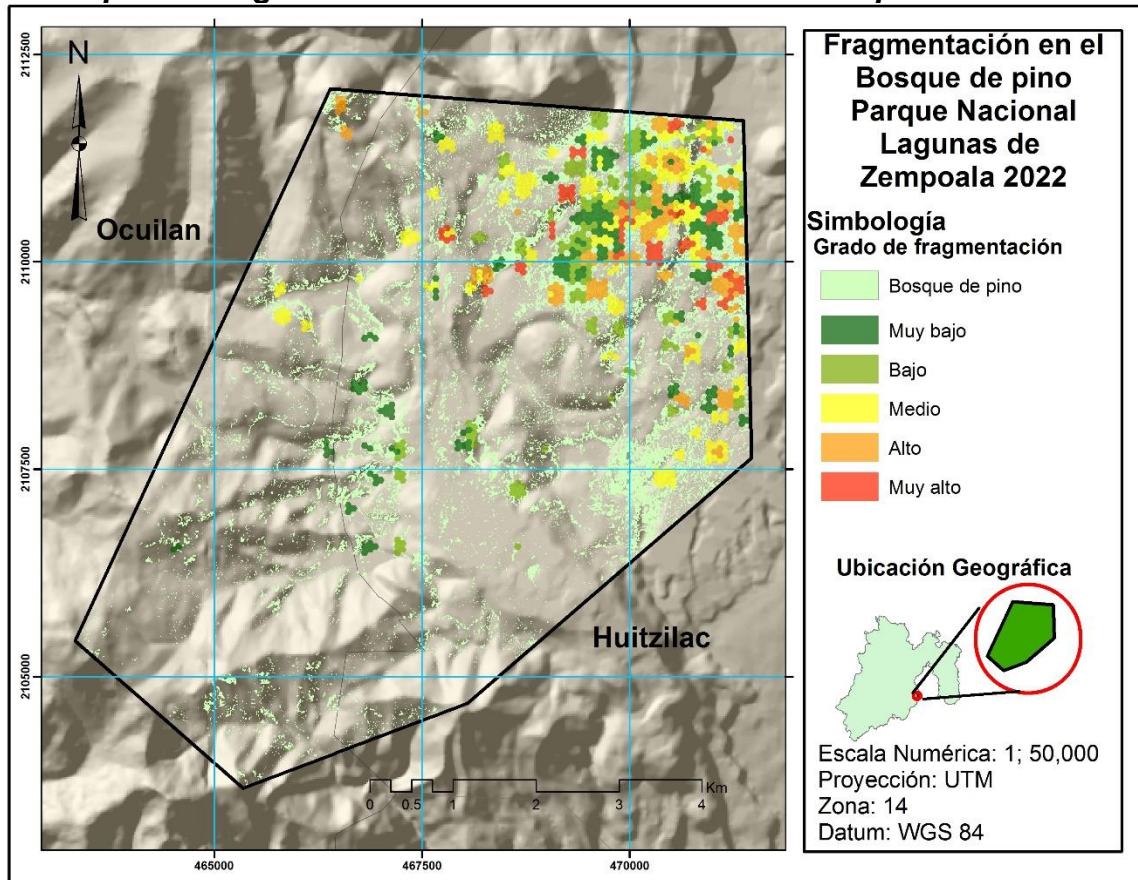 N
Ocuilan
Huitzilac
2112500
2110000
2107500
2105000
465000
467500
470000
0 0.5 1 2 3 4
Km
Fragmentación en el
Bosque de pino
Parque Nacional
Lagunas de
Zempoala 2022
Simbología
Grado de fragmentación
Bosque de pino
Muy bajo
Bajo
Medio
Alto
Muy alto
Ubicación Geográfica
Escala Numérica: 1; 50,000
Proyección: UTM
Zona: 14
Datum: WGS 84